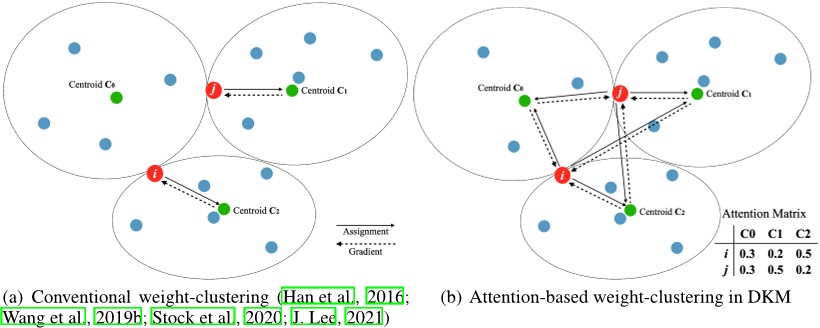 Centroid C0
j
Centroid C1
i
Centroid C2
Assignment
Gradient
(a) Conventional weight-clustering (Han et al., 2016;
Wang et al., 2019b; Stock et al., 2020; J. Lee, 2021)
Centroid C0
j
Centroid C1
i
Centroid C2
Attention Matrix
C0 C1 C2
i 0.3 0.2 0.5
j 0.3 0.5 0.2
(b) Attention-based weight-clustering in DKM